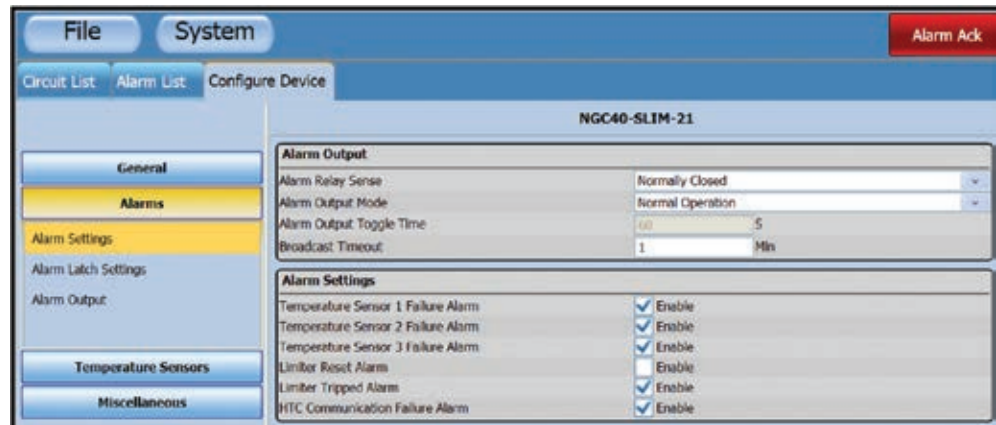 File System Alarm Ack
Circuit List Alarm List Configure Device
NGC40-SLIM-21
General
Alarms
Alarm Settings
Alarm Latch Settings
Alarm Output
Temperature Sensors
Miscellaneous
Alarm Output
Alarm Relay Sense Normally Closed
Alarm Output Mode Normal Operation
Alarm Output Toggle Time 60 S
Broadcast Timeout 1 Min
Alarm Settings
Temperature Sensor 1 Failure Alarm Enable
Temperature Sensor 2 Failure Alarm Enable
Temperature Sensor 3 Failure Alarm Enable
Limiter Reset Alarm Enable
Limiter Tripped Alarm Enable
HTC Communication Failure Alarm Enable